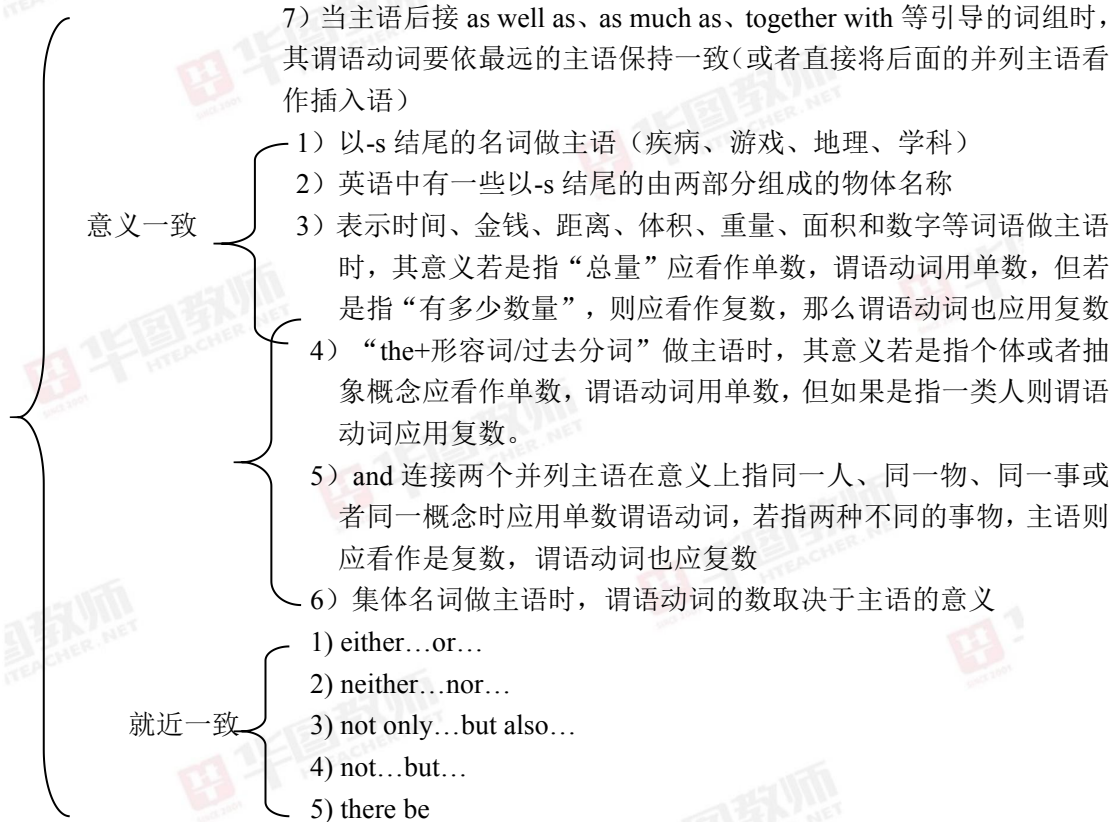 7）当主语后接 as well as、as much as、together with 等引导的词组时，
其谓语动词要依最远的主语保持一致（或者直接将后面的并列主语看
作插入语）
1）以-s 结尾的名词做主语（疾病、游戏、地理、学科）
2）英语中有一些以-s 结尾的由两部分组成的物体名称
意义一致
3）表示时间、金钱、距离、体积、重量、面积和数字等词语做主语
时，其意义若是指“总量”应看作单数，谓语动词用单数，但若
是指“有多少数量”，则应看作复数，那么谓语动词也应用复数
4）“the+形容词/过去分词”做主语时，其意义若是指个体或者抽
象概念应看作单数，谓语动词用单数，但如果是指一类人则谓语
动词应用复数。
5）and 连接两个并列主语在意义上指同一人、同一物、同一事或
者同一概念时应用单数谓语动词，若指两种不同的事物，主语则
应看作是复数，谓语动词也应复数
6）集体名词做主语时，谓语动词的数取决于主语的意义
就近一致
1) either…or…
2) neither…nor…
3) not only…but also…
4) not…but…
5) there be
华图教师
HTEACHER.NET
SINCE 2001